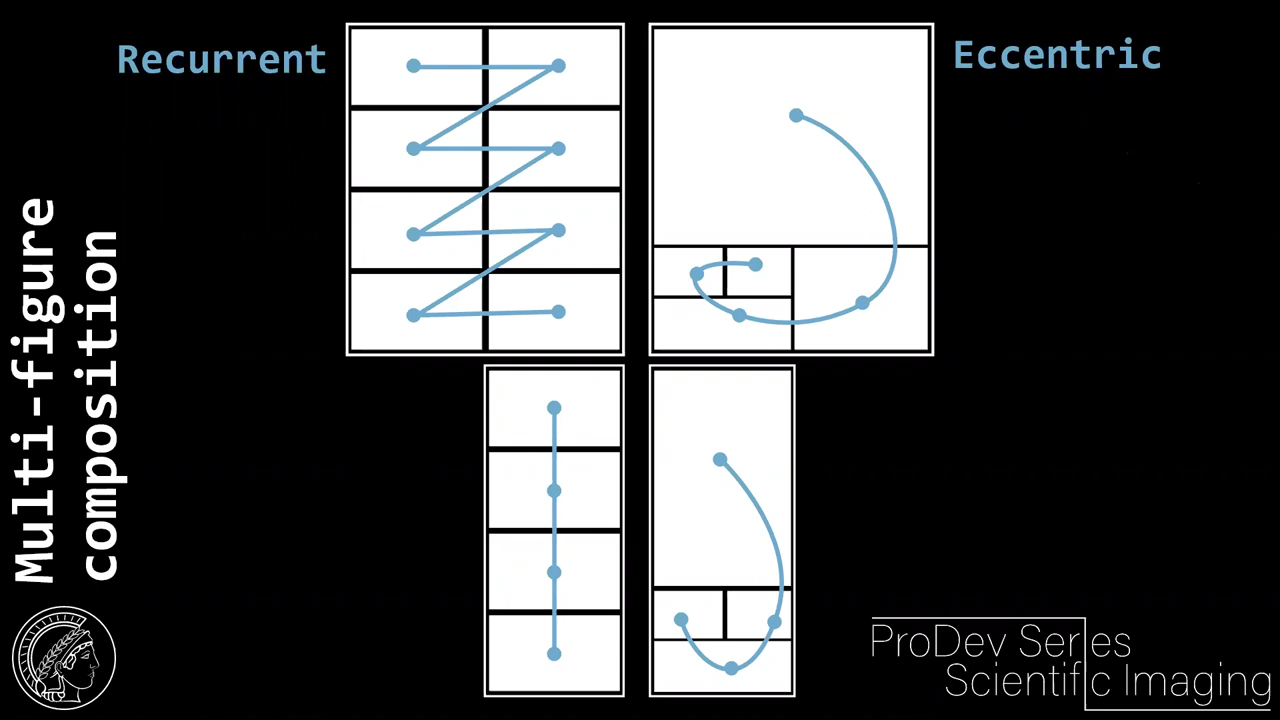 Recurrent
Eccentric
Multi-figure
composition
ProDev Series
Scientific Imaging